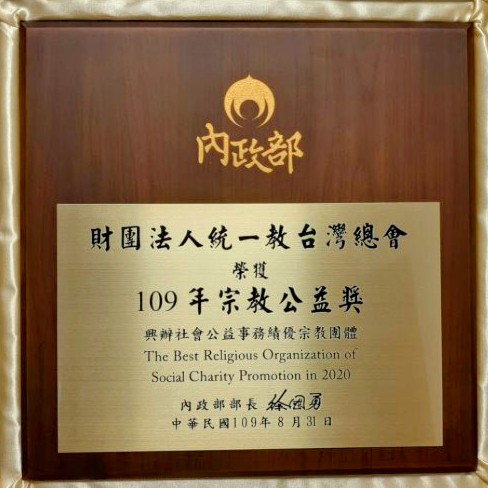 內政部
財團法人統一教台灣總會
榮獲
109年宗教公益獎
興辦社會公益事務績優宗教團體
The Best Religious Organization of
Social Charity Promotion in 2020
內政部部長 徐國勇
中華民國109年8月31日